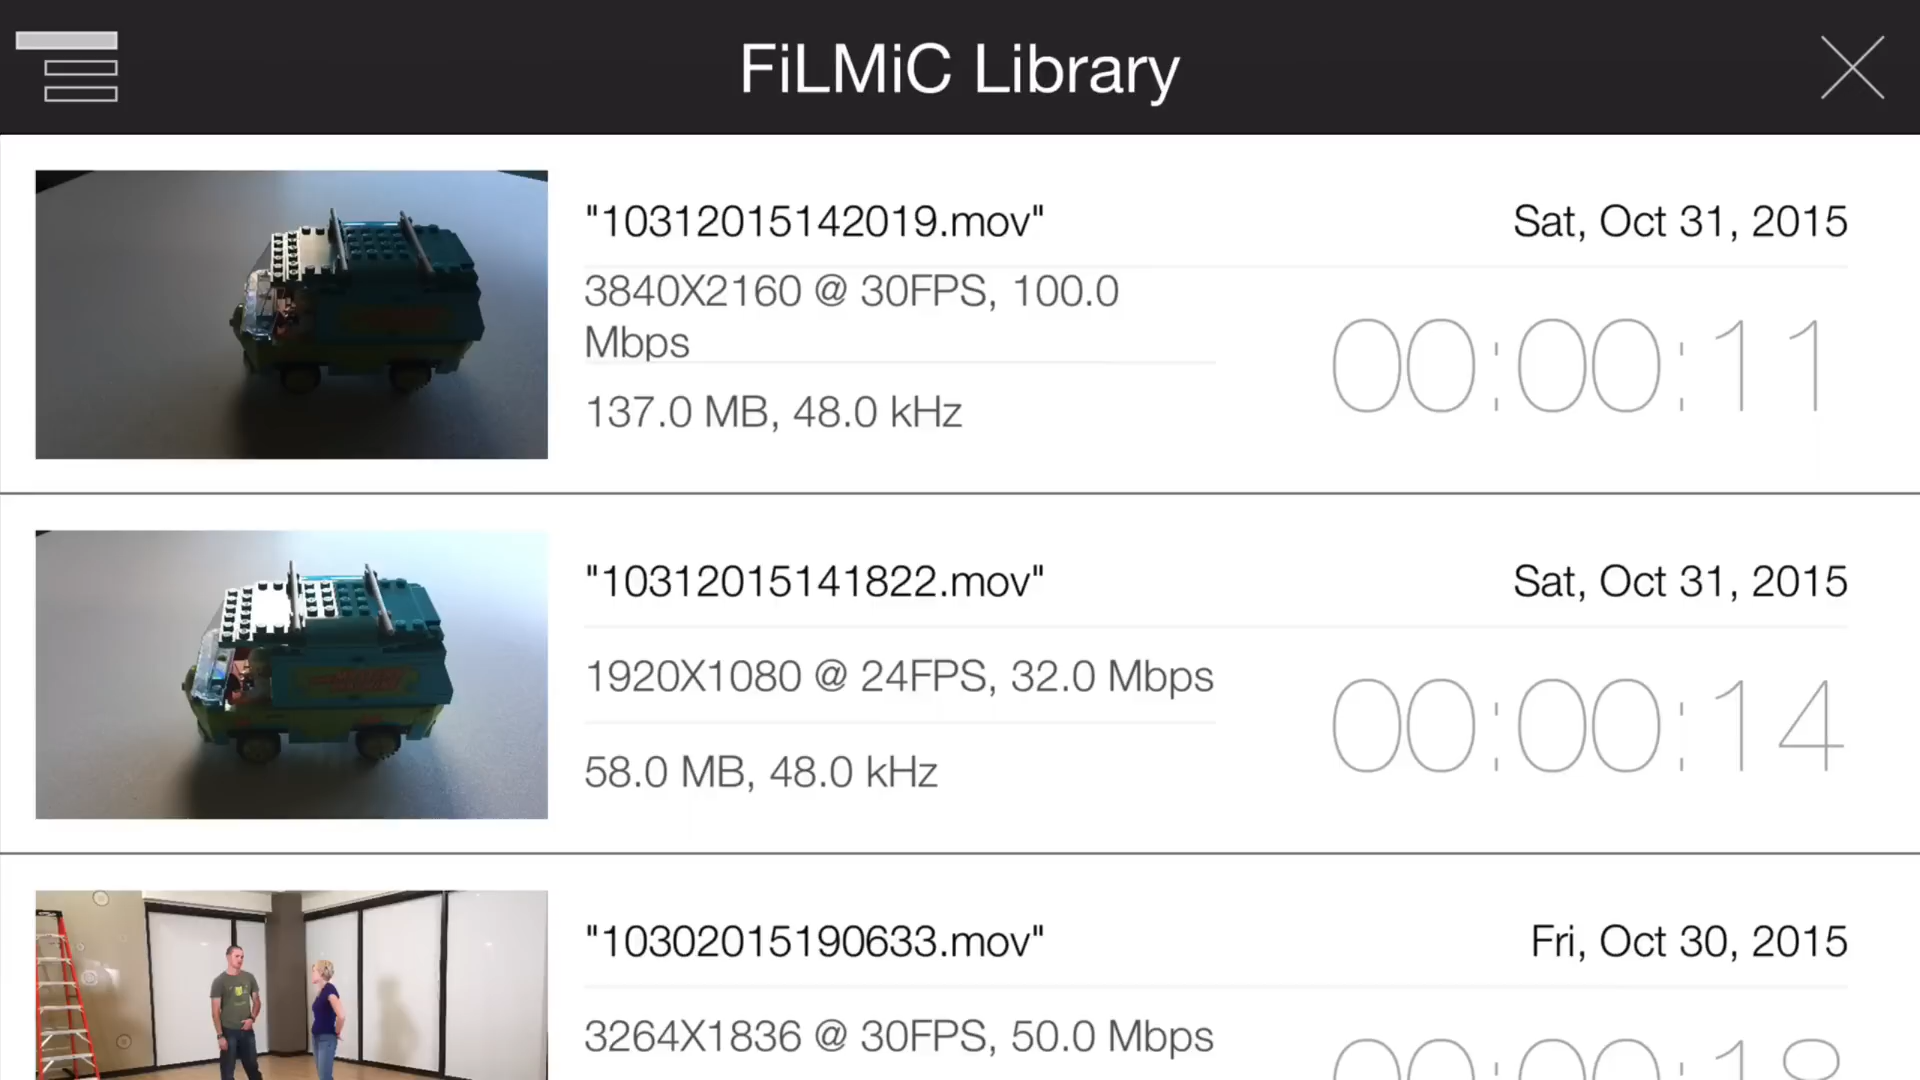 FiLMiC Library
"10312015142019.mov"
Sat, Oct 31, 2015
3840X2160 @ 30FPS, 100.0
Mbps
00:00:11
137.0 MB, 48.0 kHz
"10312015141822.mov"
Sat, Oct 31, 2015
1920X1080 @ 24FPS, 32.0 Mbps
00:00:14
58.0 MB, 48.0 kHz
"10302015190633.mov"
Fri, Oct 30, 2015
3264X1836 @ 30FPS, 50.0 Mbps